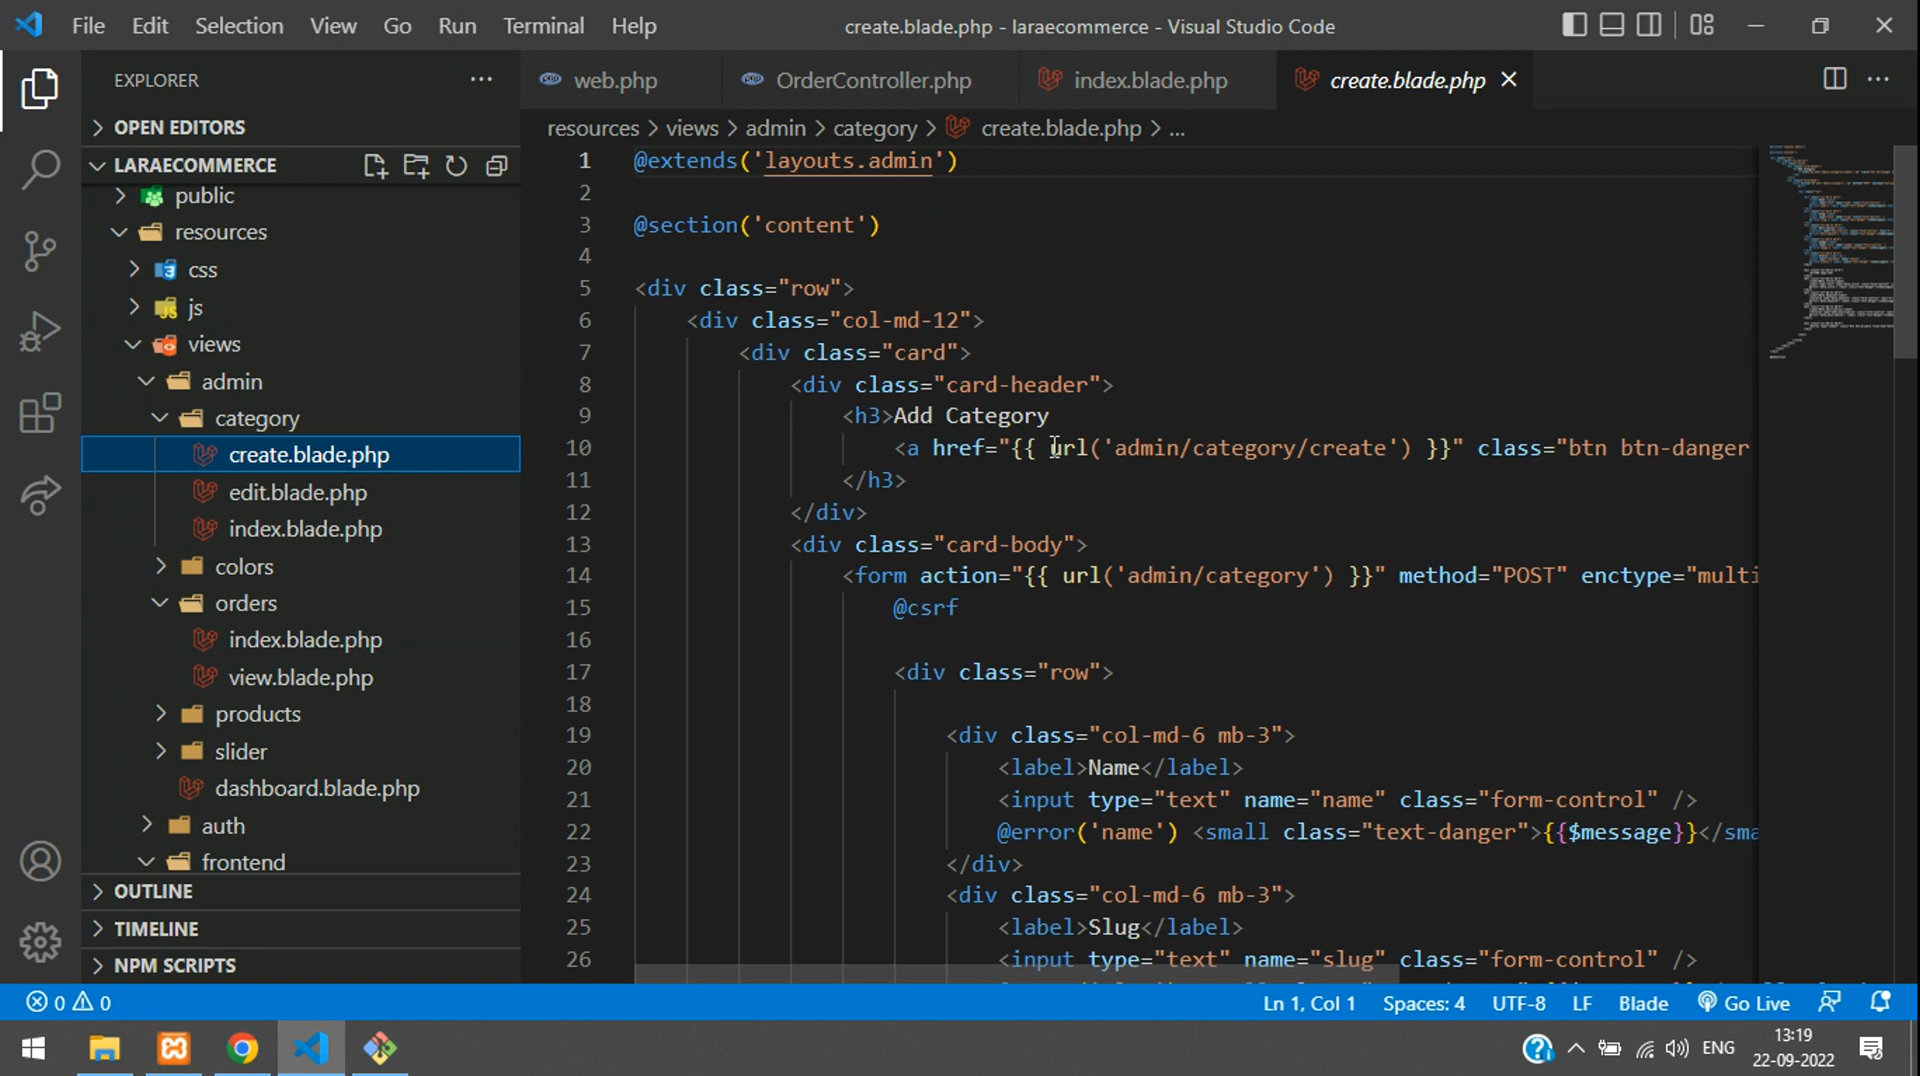 File Edit Selection View Go Run Terminal Help create.blade.php - laraecommerce - Visual Studio Code
EXPLORER
web.php OrderController.php index.blade.php create.blade.php
OPEN EDITORS
resources > views > admin > category > create.blade.php > ...
LARAECOMMERCE
public
resources
css
js
views
admin
category
create.blade.php
edit.blade.php
index.blade.php
colors
orders
index.blade.php
view.blade.php
products
slider
dashboard.blade.php
auth
frontend
OUTLINE
TIMELINE
NPM SCRIPTS
1 @extends('layouts.admin')
2
3 @section('content')
4
5 <div class="row">
6 <div class="col-md-12">
7 <div class="card">
8 <div class="card-header">
9 <h3>Add Category
10 <a href="{{ url('admin/category/create') }}" class="btn btn-danger
11 </h3>
12 </div>
13 <div class="card-body">
14 <form action="{{ url('admin/category') }}" method="POST" enctype="multi
15 @csrf
16
17 <div class="row">
18
19 <div class="col-md-6 mb-3">
20 <label>Name</label>
21 <input type="text" name="name" class="form-control" />
22 @error('name') <small class="text-danger">{{$message}}</sma
23 </div>
24 <div class="col-md-6 mb-3">
25 <label>Slug</label>
26 <input type="text" name="slug" class="form-control" />
0 0 Ln 1, Col 1 Spaces: 4 UTF-8 LF Blade Go Live
ENG 13:19
22-09-2022